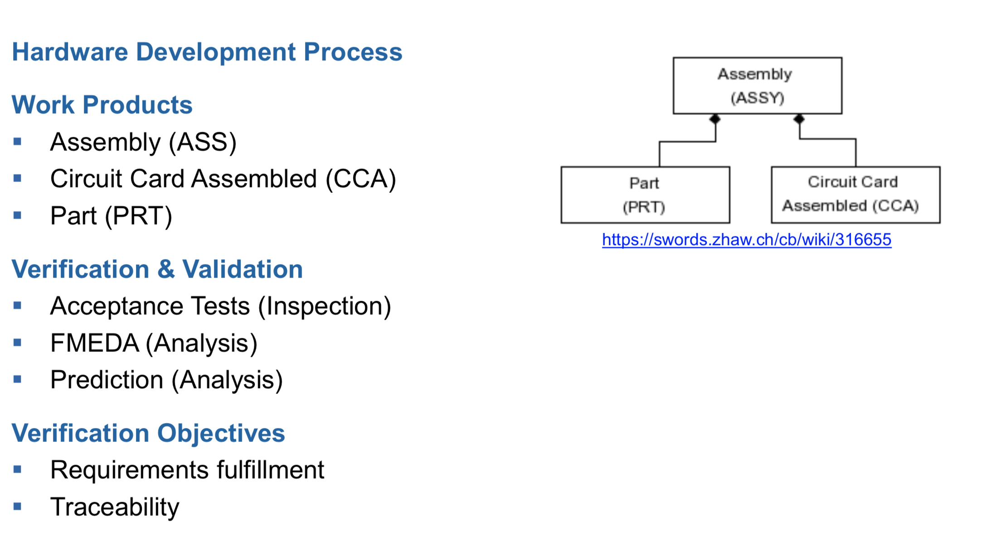 Hardware Development Process
Work Products
Assembly (ASS)
Circuit Card Assembled (CCA)
Part (PRT)
Verification & Validation
Acceptance Tests (Inspection)
FMEDA (Analysis)
Prediction (Analysis)
Verification Objectives
Requirements fulfillment
Traceability
Assembly
(ASSY)
Part
(PRT)
Circuit Card
Assembled (CCA)
https://swords.zhaw.ch/cb/wiki/316655